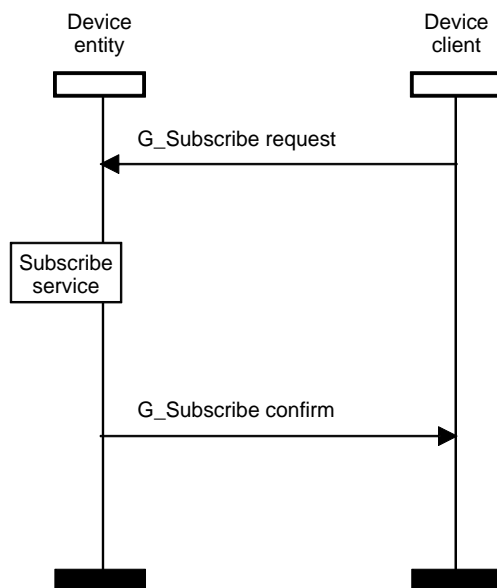 Device
entity
Device
client
G_Subscribe request
Subscribe
service
G_Subscribe confirm